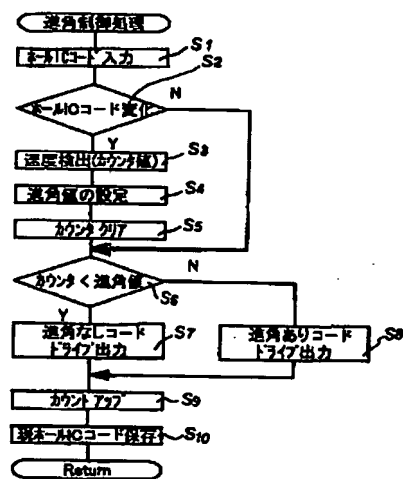 進角制御処理
ホールICコード 入力
S1
S2
ホールICコード 変化
N
Y
速度検出(カウンタ値)
S3
進角値の設定
S4
カウンタ クリア
S5
カウンタ<進角値
N
S6
Y
進角なしコード
ドライブ出力
S7
進角ありコード
ドライブ出力
S8
カウントアップ
S9
現ホールICコード保存
S10
Return